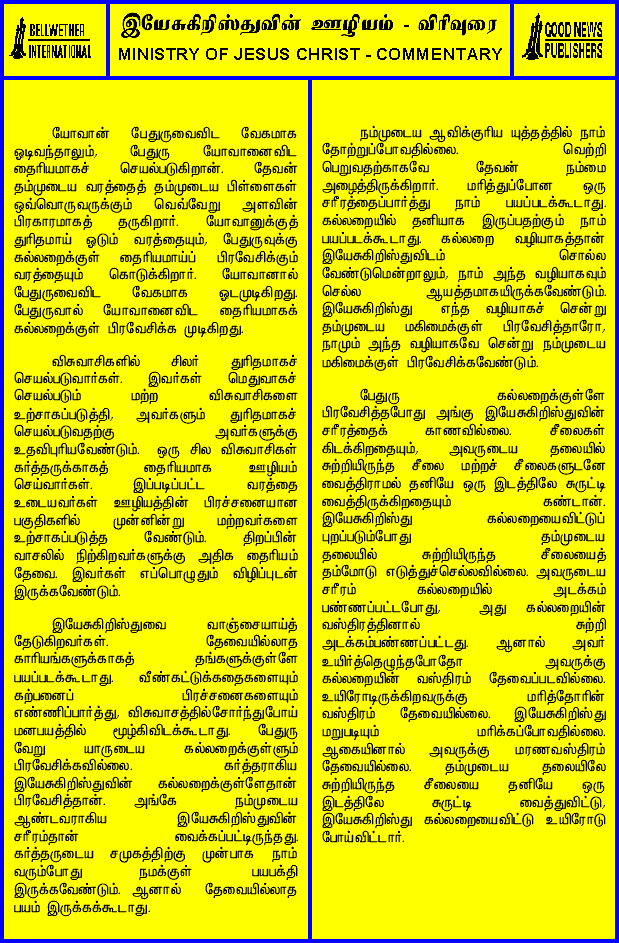 BELLWETHER
INTERNATIONAL
இயேசுகிறிஸ்துவின் ஊழியம் - விரிவுரை
MINISTRY OF JESUS CHRIST - COMMENTARY
GOOD NEWS
PUBLISHERS
யோவான் பேதுருவைவிட வேகமாக
ஓடிவந்தாலும், பேதுரு யோவானைவிட
தைரியமாகச் செயல்படுகிறான். தேவன்
தம்முடைய வரத்தைத் தம்முடைய பிள்ளைகள்
ஒவ்வொருவருக்கும் வெவ்வேறு அளவின்
பிரகாரமாகத் தருகிறார். யோவானுக்குத்
துரிதமாய் ஓடும் வரத்தையும், பேதுருவுக்கு
கல்லறைக்குள் தைரியமாய்ப் பிரவேசிக்கும்
வரத்தையும் கொடுக்கிறார். யோவானால்
பேதுருவைவிட வேகமாக ஓடமுடிகிறது.
பேதுருவால் யோவானைவிட தைரியமாகக்
கல்லறைக்குள் பிரவேசிக்க முடிகிறது.
விசுவாசிகளில் சிலர் துரிதமாகச்
செயல்படுவார்கள். இவர்கள் மெதுவாகச்
செயல்படும் மற்ற விசுவாசிகளை
உற்சாகப்படுத்தி, அவர்களும் துரிதமாகச்
செயல்படுவதற்கு அவர்களுக்கு
உதவிபுரியவேண்டும். ஒரு சில விசுவாசிகள்
கர்த்தருக்காகத் தைரியமாக ஊழியம்
செய்வார்கள். இப்படிப்பட்ட வரத்தை
உடையவர்கள் ஊழியத்தின் பிரச்சனையான
பகுதிகளில் முன்னின்று மற்றவர்களை
உற்சாகப்படுத்த வேண்டும். திறப்பின்
வாசலில் நிற்கிறவர்களுக்கு அதிக தைரியம்
தேவை. இவர்கள் எப்பொழுதும் விழிப்புடன்
இருக்கவேண்டும்.
இயேசுகிறிஸ்துவை வாஞ்சையாய்த்
தேடுகிறவர்கள். தேவையில்லாத
காரியங்களுக்காகத் தங்களுக்குள்ளே
பயப்படக்கூடாது. வீண்கட்டுக்கதைகளையும்
கற்பனைப் பிரச்சனைகளையும்
எண்ணிப்பார்த்து, விசுவாசத்தில்சோர்ந்துபோய்
மனபயத்தில் மூழ்கிவிடக்கூடாது. பேதுரு
வேறு யாருடைய கல்லறைக்குள்ளும்
பிரவேசிக்கவில்லை. கர்த்தராகிய
இயேசுகிறிஸ்துவின் கல்லறைக்குள்ளேதான்
பிரவேசித்தான். அங்கே நம்முடைய
ஆண்டவராகிய இயேசுகிறிஸ்துவின்
சரீரம்தான் வைக்கப்பட்டிருந்தது.
கர்த்தருடைய சமுகத்திற்கு முன்பாக நாம்
வரும்போது நமக்குள் பயபக்தி
இருக்கவேண்டும். ஆனால் தேவையில்லாத
பயம் இருக்கக்கூடாது.
நம்முடைய ஆவிக்குரிய யுத்தத்தில் நாம்
தோற்றுப்போவதில்லை. வெற்றி
பெறுவதற்காகவே தேவன் நம்மை
அழைத்திருக்கிறார். மரித்துப்போன ஒரு
சரீரத்தைப்பார்த்து நாம் பயப்படக்கூடாது.
கல்லறையில் தனியாக இருப்பதற்கும் நாம்
பயப்படக்கூடாது. கல்லறை வழியாகத்தான்
இயேசுகிறிஸ்துவிடம் சொல்ல
வேண்டுமென்றாலும், நாம் அந்த வழியாகவும்
செல்ல ஆயத்தமாகயிருக்கவேண்டும்.
இயேசுகிறிஸ்து எந்த வழியாகச் சென்று
தம்முடைய மகிமைக்குள் பிரவேசித்தாரோ,
நாமும் அந்த வழியாகவே சென்று நம்முடைய
மகிமைக்குள் பிரவேசிக்கவேண்டும்.
பேதுரு கல்லறைக்குள்ளே
பிரவேசித்தபோது அங்கு இயேசுகிறிஸ்துவின்
சரீரத்தைக் காணவில்லை. சீலைகள்
கிடக்கிறதையும், அவருடைய தலையில்
சுற்றியிருந்த சீலை மற்றச் சீலைகளுடனே
வைத்திராமல் தனியே ஒரு இடத்திலே சுருட்டி
வைத்திருக்கிறதையும் கண்டான்.
இயேசுகிறிஸ்து கல்லறையைவிட்டுப்
புறப்படும்போது தம்முடைய
தலையில் சுற்றியிருந்த சீலையைத்
தம்மோடு எடுத்துச்செல்லவில்லை. அவருடைய
சரீரம் கல்லறையில் அடக்கம்
பண்ணப்பட்டபோது, அது கல்லறையின்
வஸ்திரத்தினால் சுற்றி
அடக்கம்பண்ணப்பட்டது. ஆனால் அவர்
உயிர்த்தெழுந்தபோதோ அவருக்கு
கல்லறையின் வஸ்திரம் தேவைப்படவில்லை.
உயிரோடிருக்கிறவருக்கு மரித்தோரின்
வஸ்திரம் தேவையில்லை. இயேசுகிறிஸ்து
மறுபடியும் மரிக்கப்போவதில்லை.
ஆகையினால் அவருக்கு மரணவஸ்திரம்
தேவையில்லை. தம்முடைய தலையிலே
சுற்றியிருந்த சீலையை தனியே ஒரு
இடத்திலே சுருட்டி வைத்துவிட்டு,
இயேசுகிறிஸ்து கல்லறையைவிட்டு உயிரோடு
போய்விட்டார்.